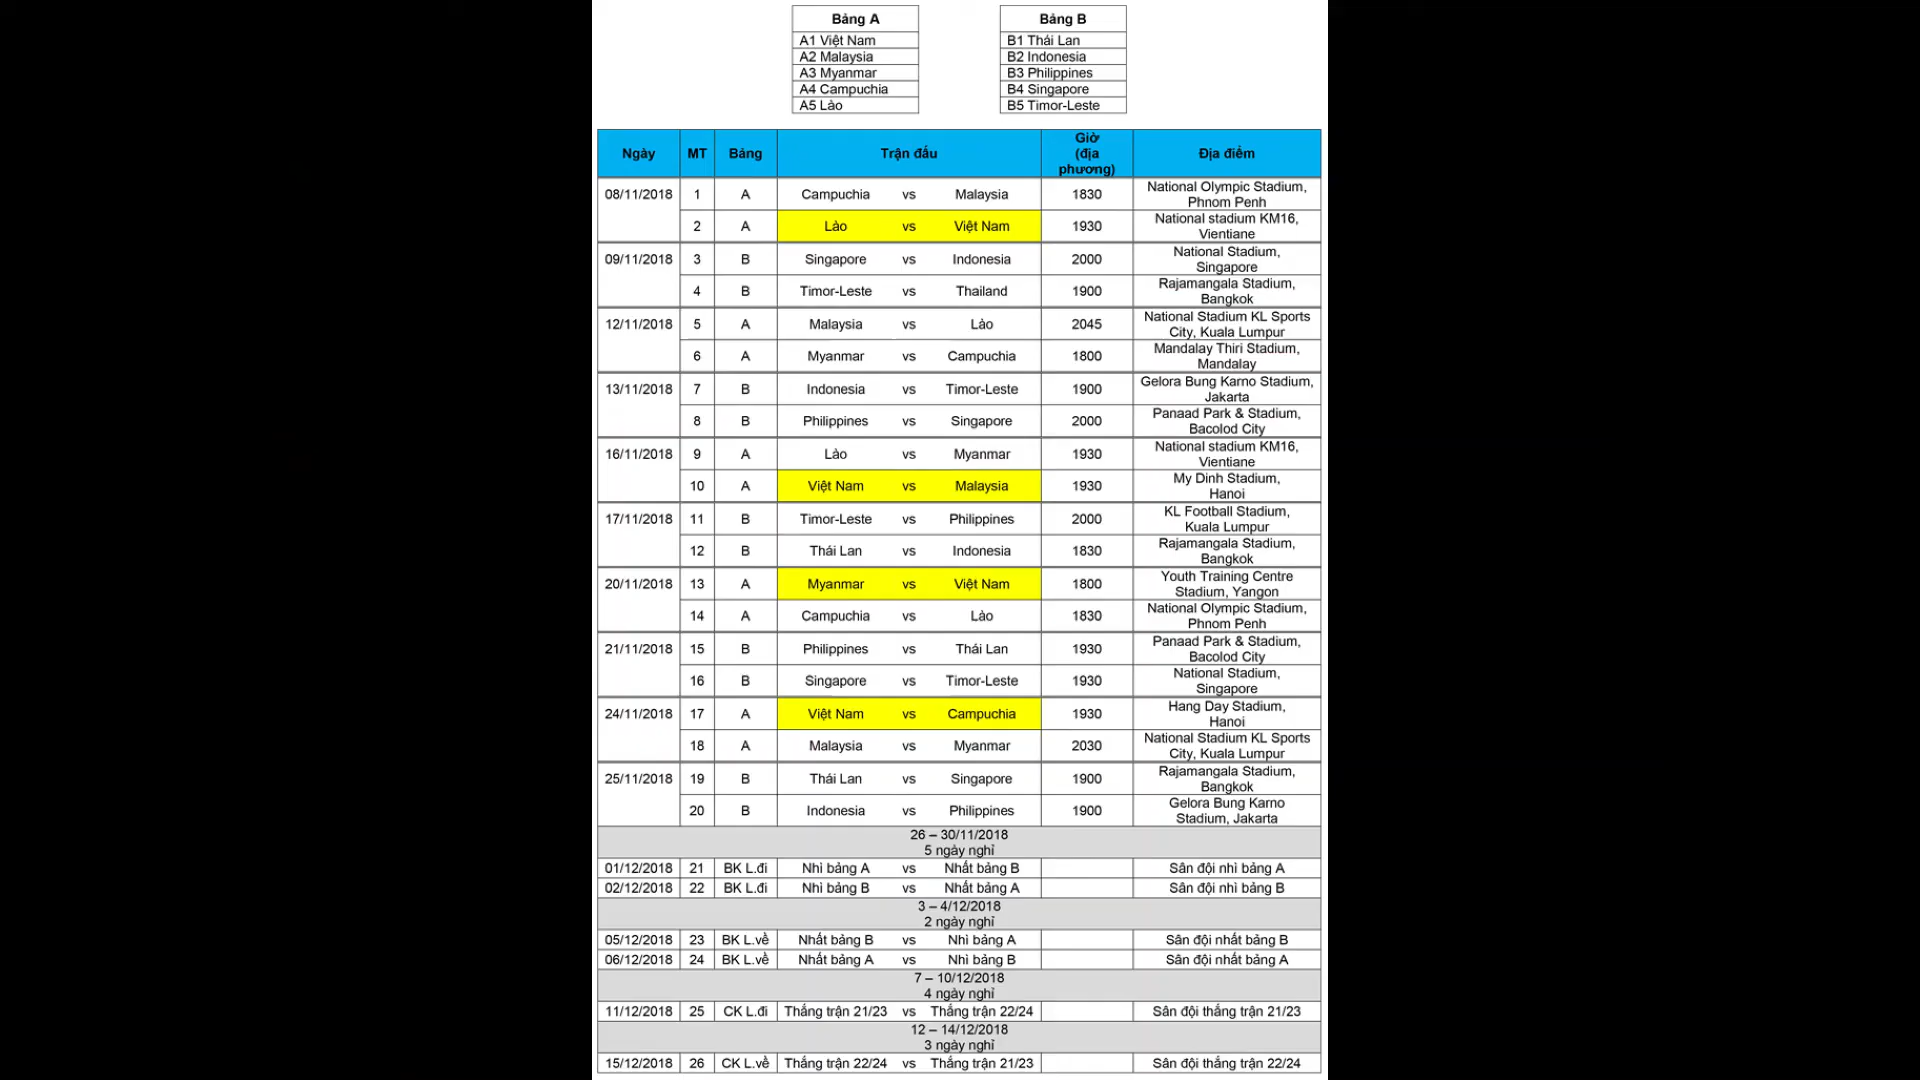 Bảng A
A1 Việt Nam
A2 Malaysia
A3 Myanmar
A4 Campuchia
A5 Lào
Bảng B
B1 Thái Lan
B2 Indonesia
B3 Philippines
B4 Singapore
B5 Timor-Leste
Ngày MT Bảng Trận đấu Giờ (địa phương) Địa điểm
08/11/2018 1 A Campuchia vs Malaysia 1830 National Olympic Stadium, Phnom Penh
2 A Lào vs Việt Nam 1930 National stadium KM16, Vientiane
09/11/2018 3 B Singapore vs Indonesia 2000 National Stadium, Singapore
4 B Timor-Leste vs Thailand 1900 Rajamangala Stadium, Bangkok
12/11/2018 5 A Malaysia vs Lào 2045 National Stadium KL Sports City, Kuala Lumpur
6 A Myanmar vs Campuchia 1800 Mandalay Thiri Stadium, Mandalay
13/11/2018 7 B Indonesia vs Timor-Leste 1900 Gelora Bung Karno Stadium, Jakarta
8 B Philippines vs Singapore 2000 Panaad Park & Stadium, Bacolod City
16/11/2018 9 A Lào vs Myanmar 1930 National stadium KM16, Vientiane
10 A Việt Nam vs Malaysia 1930 My Dinh Stadium, Hanoi
17/11/2018 11 B Timor-Leste vs Philippines 2000 KL Football Stadium, Kuala Lumpur
12 B Thái Lan vs Indonesia 1830 Rajamangala Stadium, Bangkok
20/11/2018 13 A Myanmar vs Việt Nam 1800 Youth Training Centre Stadium, Yangon
14 A Campuchia vs Lào 1830 National Olympic Stadium, Phnom Penh
21/11/2018 15 B Philippines vs Thái Lan 1930 Panaad Park & Stadium, Bacolod City
16 B Singapore vs Timor-Leste 1930 National Stadium, Singapore
24/11/2018 17 A Việt Nam vs Campuchia 1930 Hang Day Stadium, Hanoi
18 A Malaysia vs Myanmar 2030 National Stadium KL Sports City, Kuala Lumpur
25/11/2018 19 B Thái Lan vs Singapore 1900 Rajamangala Stadium, Bangkok
20 B Indonesia vs Philippines 1900 Gelora Bung Karno Stadium, Jakarta
26 – 30/11/2018
5 ngày nghỉ
01/12/2018 21 BK L.đi Nhì bảng A vs Nhất bảng B Sân đội nhì bảng A
02/12/2018 22 BK L.đi Nhì bảng B vs Nhất bảng A Sân đội nhì bảng B
3 – 4/12/2018
2 ngày nghỉ
05/12/2018 23 BK L.về Nhất bảng B vs Nhì bảng A Sân đội nhất bảng B
06/12/2018 24 BK L.về Nhất bảng A vs Nhì bảng B Sân đội nhất bảng A
7 – 10/12/2018
4 ngày nghỉ
11/12/2018 25 CK L.đi Thắng trận 21/23 vs Thắng trận 22/24 Sân đội thắng trận 21/23
12 – 14/12/2018
3 ngày nghỉ
15/12/2018 26 CK L.về Thắng trận 22/24 vs Thắng trận 21/23 Sân đội thắng trận 22/24